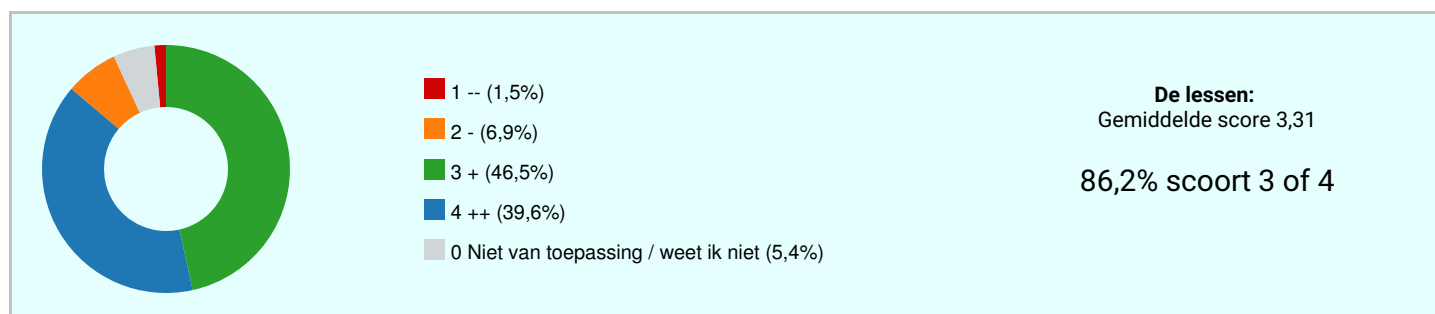 1 -- (1,5%)
2 - (6,9%)
3 + (46,5%)
4 ++ (39,6%)
0 Niet van toepassing / weet ik niet (5,4%)
De lessen:
Gemiddelde score 3,31
86,2% scoort 3 of 4